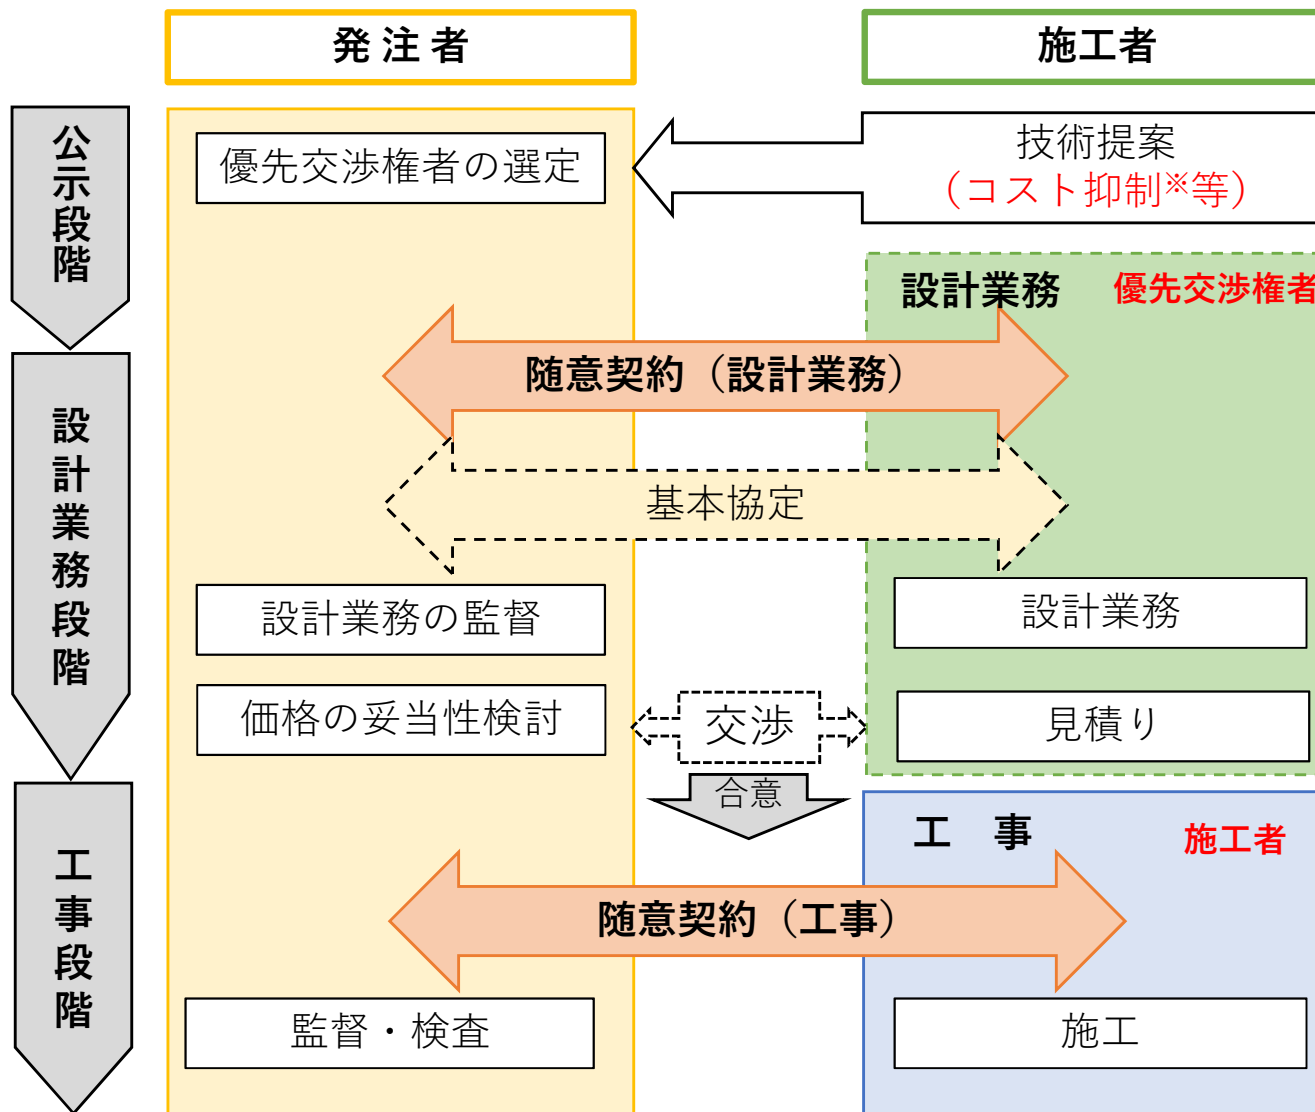 発注者
施工者
公示段階
優先交渉権者の選定
技術提案
（コスト抑制※等）
設計業務
優先交渉権者
随意契約（設計業務）
設計業務段階
基本協定
設計業務の監督
設計業務
価格の妥当性検討
交渉
見積り
合意
工事段階
工　事
施工者
随意契約（工事）
監督・検査
施工